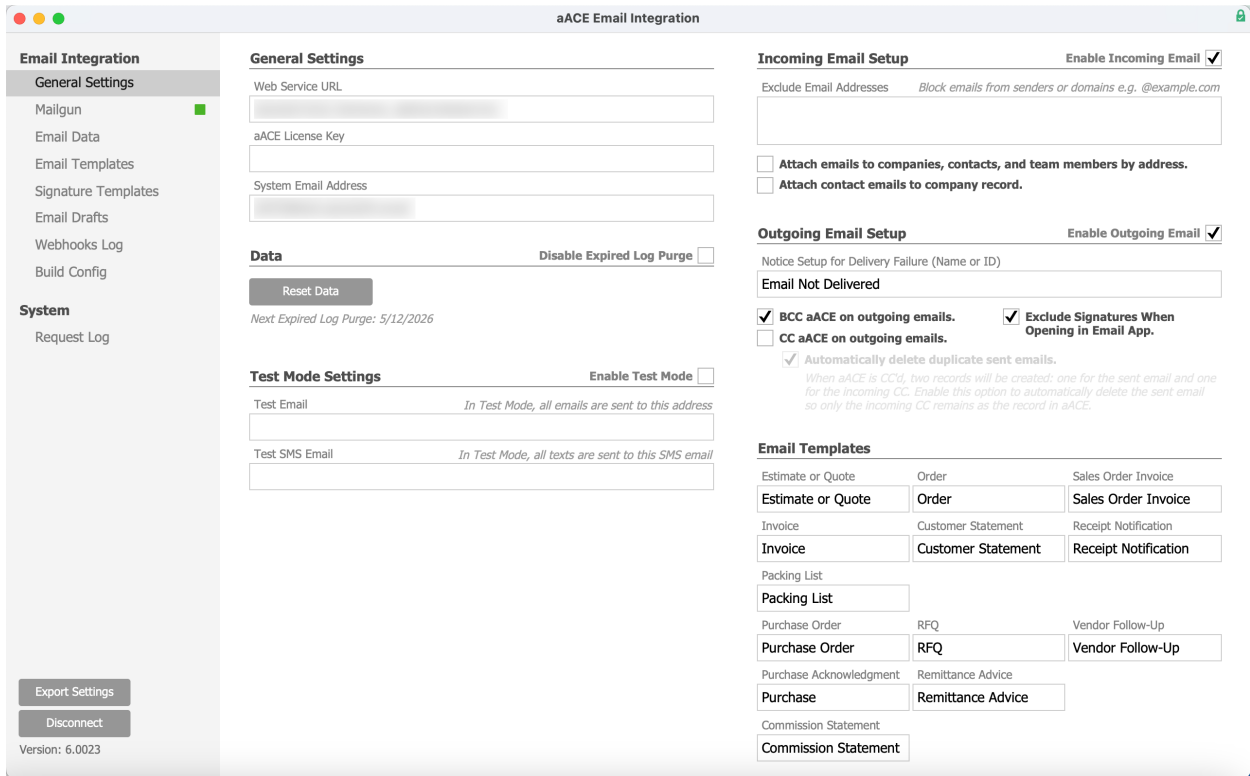 aACE Email Integration
Email Integration
General Settings
Mailgun
Email Data
Email Templates
Signature Templates
Email Drafts
Webhooks Log
Build Config
System
Request Log
Export Settings
Disconnect
Version: 6.0023
General Settings
Web Service URL
aACE License Key
System Email Address
Data
Disable Expired Log Purge
Reset Data
Next Expired Log Purge: 5/12/2026
Test Mode Settings
Enable Test Mode
Test Email
In Test Mode, all emails are sent to this address
Test SMS Email
In Test Mode, all texts are sent to this SMS email
Incoming Email Setup
Enable Incoming Email
Exclude Email Addresses
Block emails from senders or domains e.g. @example.com
Attach emails to companies, contacts, and team members by address.
Attach contact emails to company record.
Outgoing Email Setup
Enable Outgoing Email
Notice Setup for Delivery Failure (Name or ID)
Email Not Delivered
BCC aACE on outgoing emails.
CC aACE on outgoing emails.
Exclude Signatures When
Opening in Email App.
Automatically delete duplicate sent emails.
When aACE is CC'd, two records will be created: one for the sent email and one
for the incoming CC. Enable this option to automatically delete the sent email
so only the incoming CC remains as the record in aACE.
Email Templates
Estimate or Quote
Order
Sales Order Invoice
Estimate or Quote
Order
Sales Order Invoice
Invoice
Customer Statement
Receipt Notification
Invoice
Customer Statement
Receipt Notification
Packing List
Packing List
Purchase Order
RFQ
Vendor Follow-Up
Purchase Order
RFQ
Vendor Follow-Up
Purchase Acknowledgment
Remittance Advice
Purchase
Remittance Advice
Commission Statement
Commission Statement